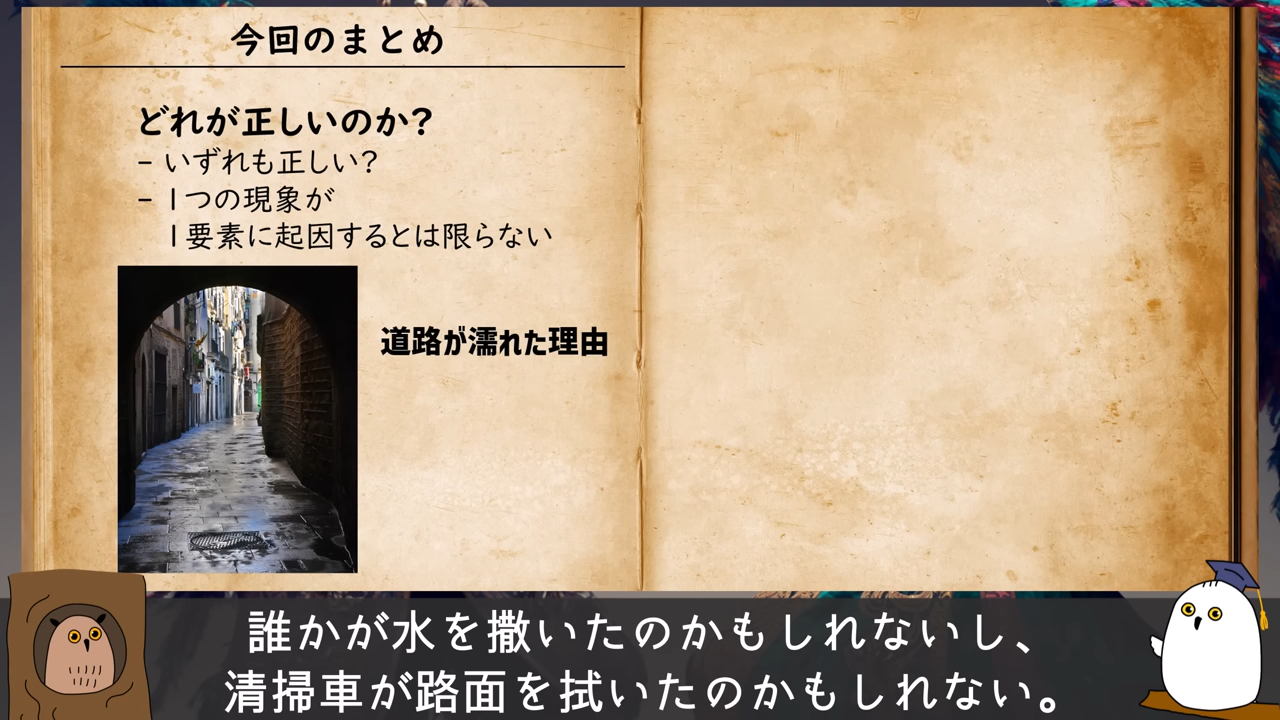 今回のまとめ
どれが正しいのか?
- いずれも正しい?
- 1つの現象が
1要素に起因するとは限らない
道路が濡れた理由
誰かが水を撒いたのかもしれないし、
清掃車が路面を拭いたのかもしれない。